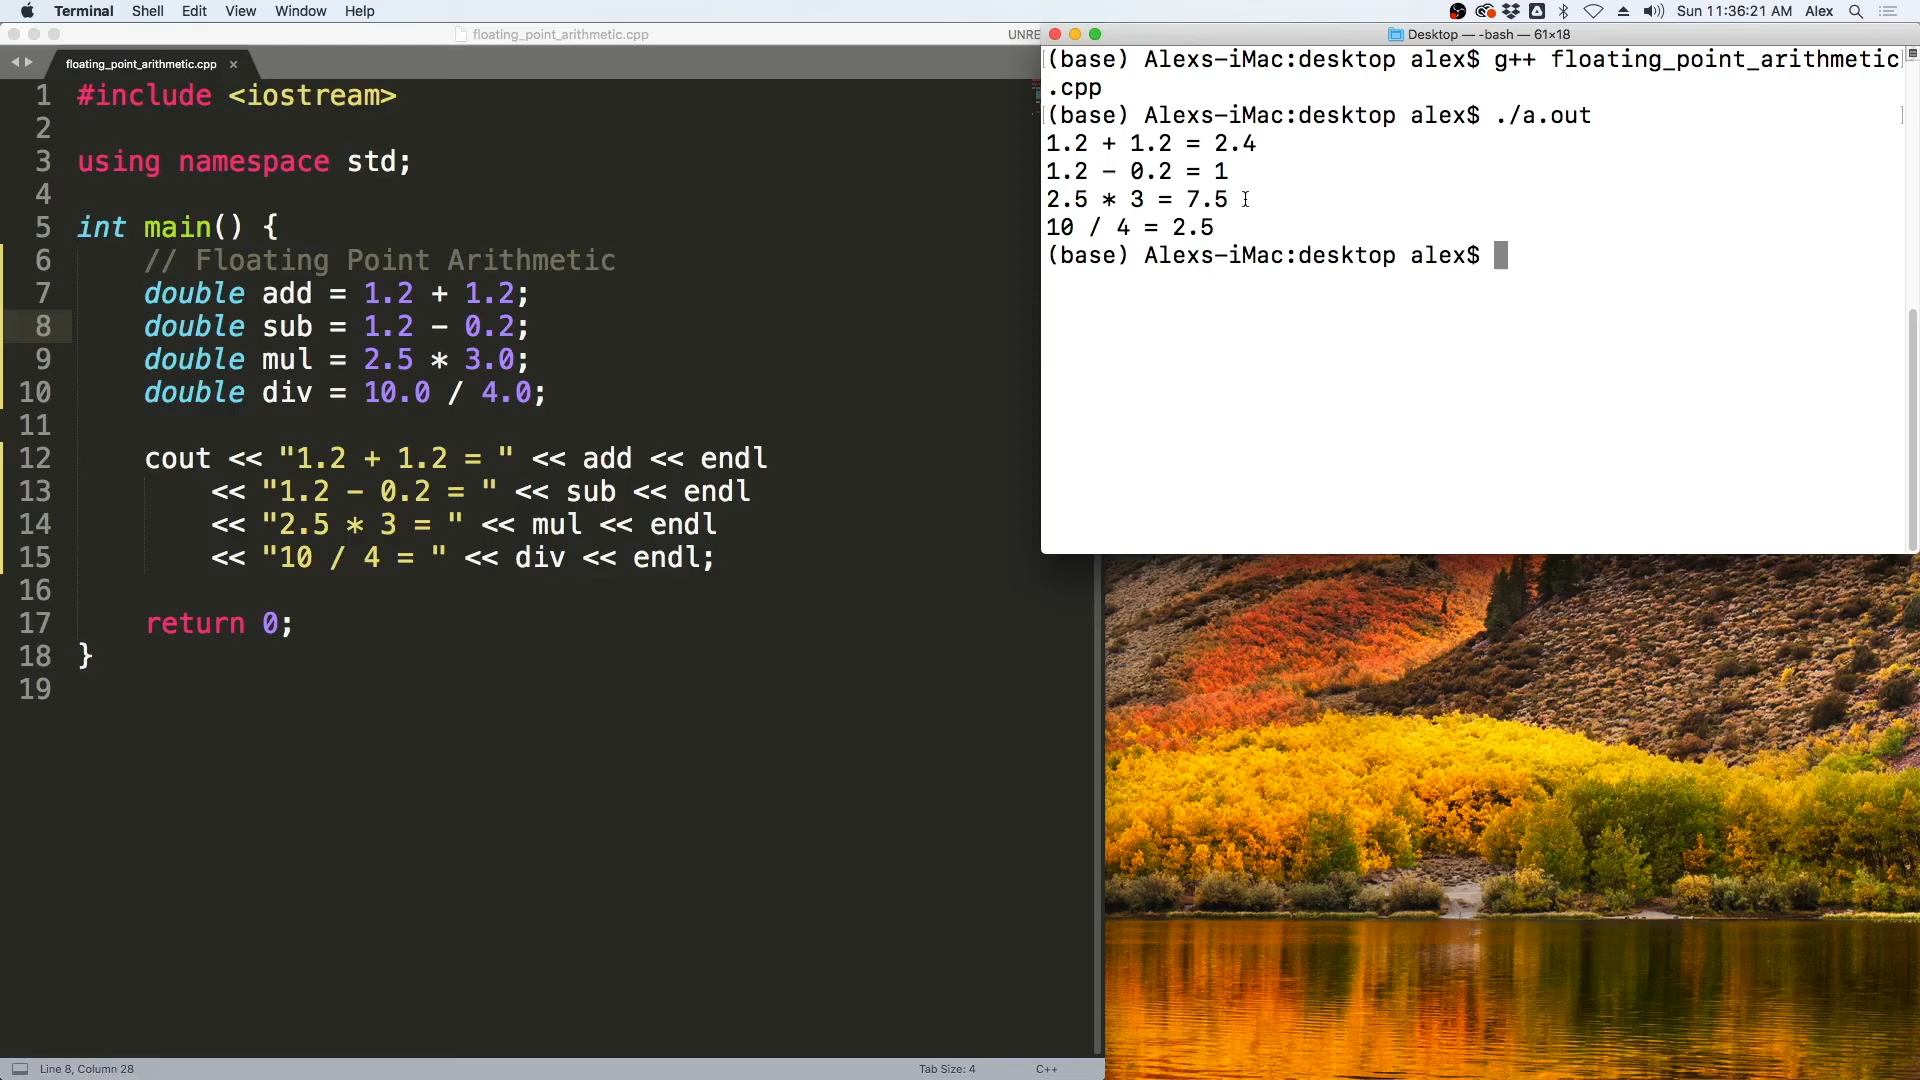 Terminal Shell Edit View Window Help
Sun 11:36:21 AM Alex
floating_point_arithmetic.cpp UNRE
floating_point_arithmetic.cpp ×
1 #include <iostream>
2
3 using namespace std;
4
5 int main() {
6 // Floating Point Arithmetic
7 double add = 1.2 + 1.2;
8 double sub = 1.2 - 0.2;
9 double mul = 2.5 * 3.0;
10 double div = 10.0 / 4.0;
11
12 cout << "1.2 + 1.2 = " << add << endl
13 << "1.2 - 0.2 = " << sub << endl
14 << "2.5 * 3 = " << mul << endl
15 << "10 / 4 = " << div << endl;
16
17 return 0;
18 }
19
Line 8, Column 28 Tab Size: 4 C++
Desktop — -bash — 61×18
(base) Alexs-iMac:desktop alex$ g++ floating_point_arithmetic
.cpp
(base) Alexs-iMac:desktop alex$ ./a.out
1.2 + 1.2 = 2.4
1.2 - 0.2 = 1
2.5 * 3 = 7.5
10 / 4 = 2.5
(base) Alexs-iMac:desktop alex$